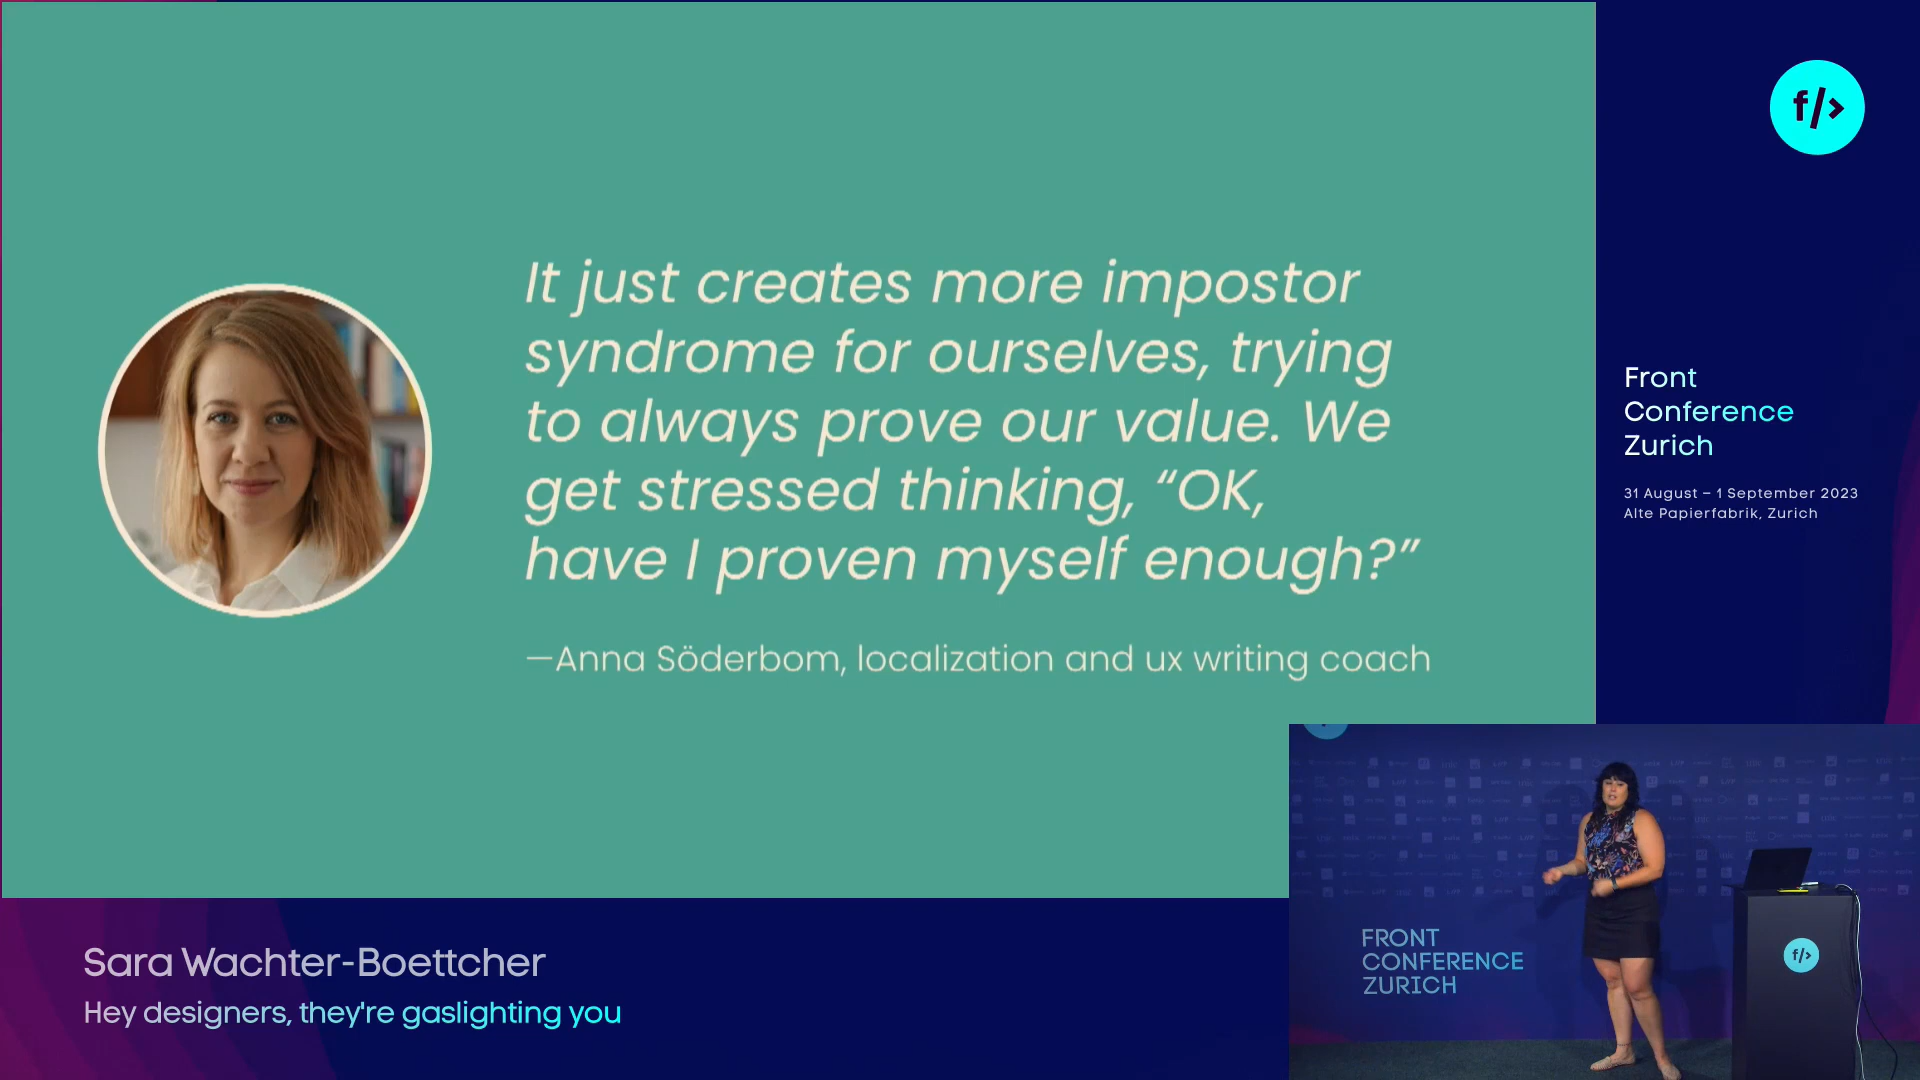 It just creates more impostor
syndrome for ourselves, trying
to always prove our value. We
get stressed thinking, “OK,
have I proven myself enough?”
—Anna Söderbom, localization and ux writing coach
f/>
Front
Conference
Zurich
31 August – 1 September 2023
Alte Papierfabrik, Zurich
FRONT
CONFERENCE
ZURICH
f/>
Sara Wachter-Boettcher
Hey designers, they're gaslighting you